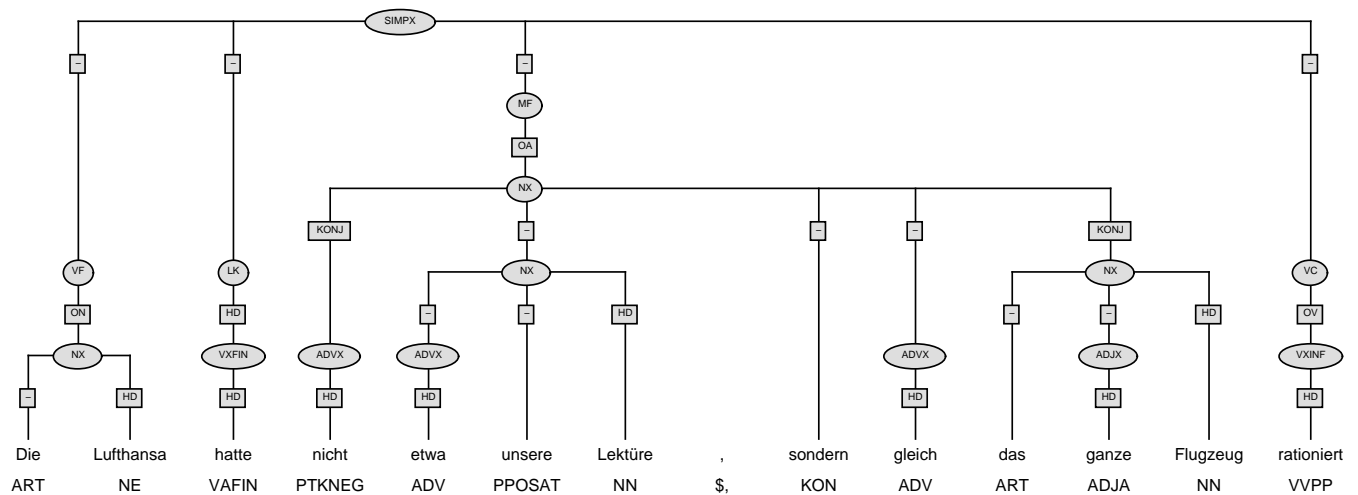 SIMPX
– – – –
MF
OA
NX
KONJ – – – KONJ
VF LK NX NX VC
ON HD – – HD – – HD OV
NX VXFIN ADVX ADVX ADVX ADJX VXINF
– HD HD HD HD HD HD HD
Die Lufthansa hatte nicht etwa unsere Lektüre , sondern gleich das ganze Flugzeug rationiert
ART NE VAFIN PTKNEG ADV PPOSAT NN $, KON ADV ART ADJA NN VVPP